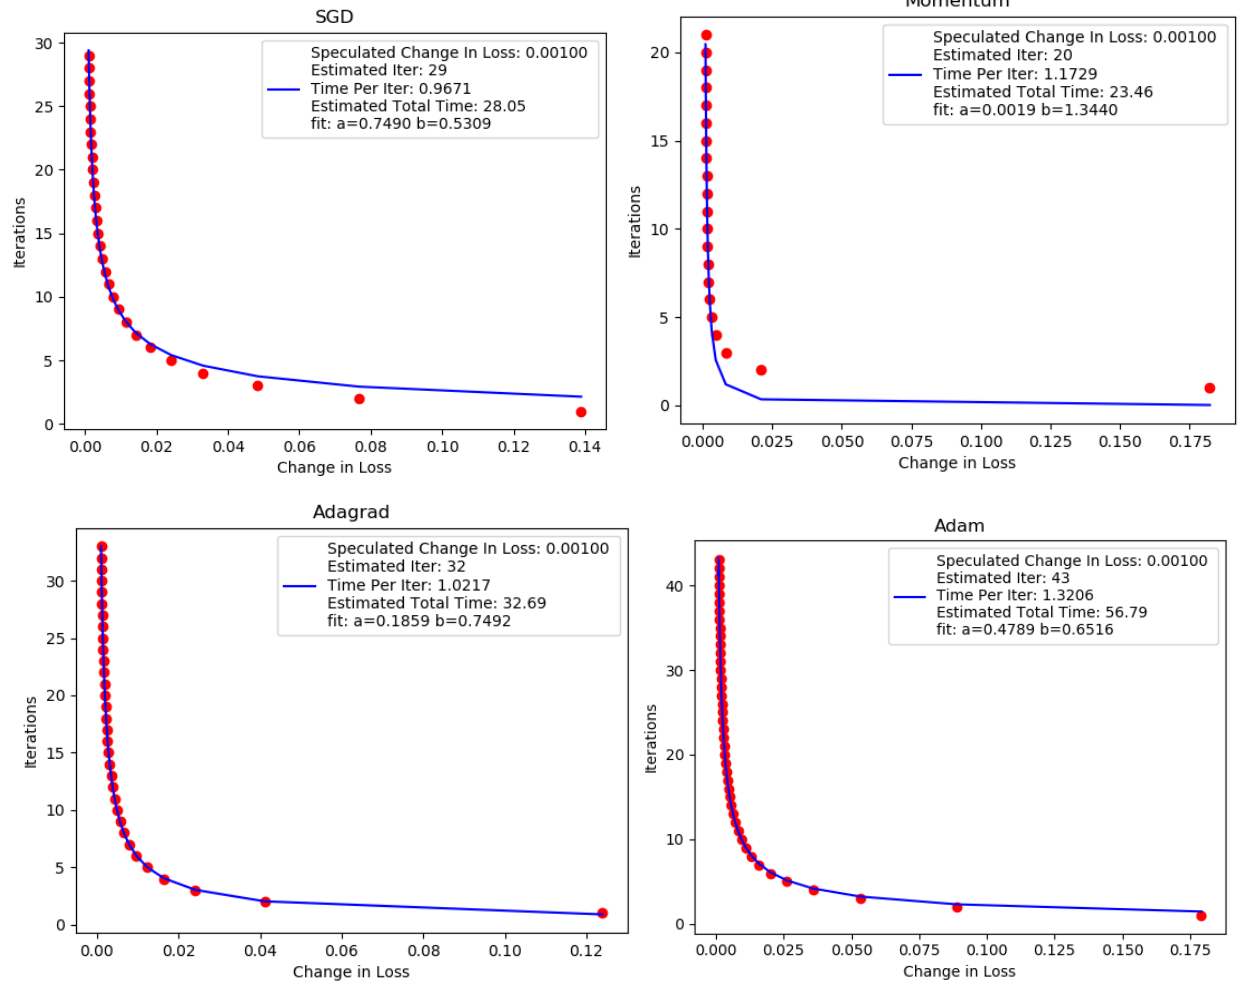 SGD
Speculated Change In Loss: 0.00100
Estimated Iter: 29
Time Per Iter: 0.9671
Estimated Total Time: 28.05
fit: a=0.7490 b=0.5309
30
25
20
15
10
5
0
Iterations
0.00 0.02 0.04 0.06 0.08 0.10 0.12 0.14
Change in Loss
Momentum
Speculated Change In Loss: 0.00100
Estimated Iter: 20
Time Per Iter: 1.1729
Estimated Total Time: 23.46
fit: a=0.0019 b=1.3440
20
15
10
5
0
Iterations
0.000 0.025 0.050 0.075 0.100 0.125 0.150 0.175
Change in Loss
Adagrad
Speculated Change In Loss: 0.00100
Estimated Iter: 32
Time Per Iter: 1.0217
Estimated Total Time: 32.69
fit: a=0.1859 b=0.7492
30
25
20
15
10
5
0
Iterations
0.00 0.02 0.04 0.06 0.08 0.10 0.12
Change in Loss
Adam
Speculated Change In Loss: 0.00100
Estimated Iter: 43
Time Per Iter: 1.3206
Estimated Total Time: 56.79
fit: a=0.4789 b=0.6516
40
30
20
10
0
Iterations
0.000 0.025 0.050 0.075 0.100 0.125 0.150 0.175
Change in Loss